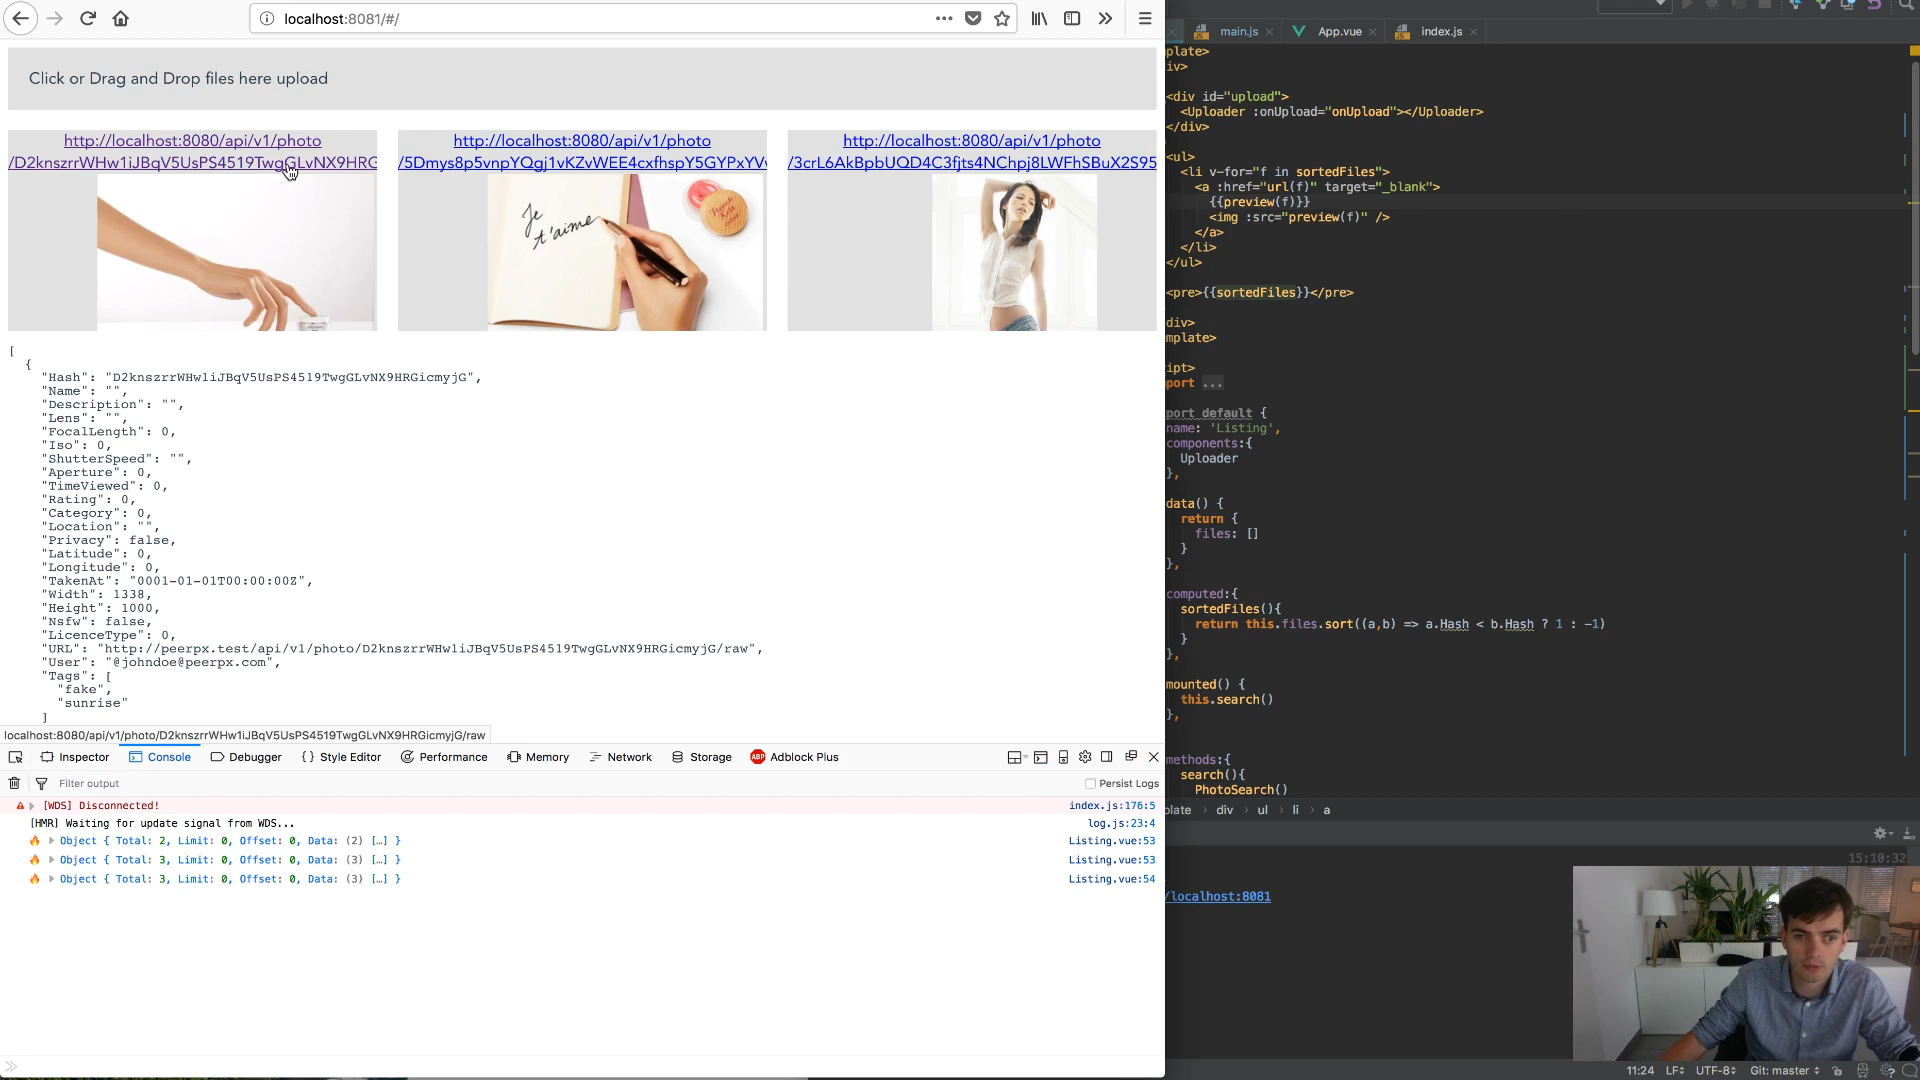 localhost:8081/#/
main.js
App.vue
index.js
Click or Drag and Drop files here upload
http://localhost:8080/api/v1/photo
/D2knszrrWHw1iJBqV5UsPS4519TwgGLvNX9HRG
http://localhost:8080/api/v1/photo
/5Dmys8p5vnpYQgj1vKZvWEE4cxfhspY5GYPxYV
http://localhost:8080/api/v1/photo
/3crL6AkBpbUQD4C3fjts4NChpj8LWFhSBuX2S95
Je
t'aime
[
{
"Hash": "D2knszrrWHw1iJBqV5UsPS4519TwgGLvNX9HRGicmyjG",
"Name": "",
"Description": "",
"Lens": "",
"FocalLength": 0,
"Iso": 0,
"ShutterSpeed": "",
"Aperture": 0,
"TimeViewed": 0,
"Rating": 0,
"Category": 0,
"Location": "",
"Privacy": false,
"Latitude": 0,
"Longitude": 0,
"TakenAt": "0001-01-01T00:00:00Z",
"Width": 1338,
"Height": 1000,
"Nsfw": false,
"LicenceType": 0,
"URL": "http://peerpx.test/api/v1/photo/D2knszrrWHw1iJBqV5UsPS4519TwgGLvNX9HRGicmyjG/raw",
"User": "@johndoe@peerpx.com",
"Tags": [
"fake",
"sunrise"
]
localhost:8080/api/v1/photo/D2knszrrWHw1iJBqV5UsPS4519TwgGLvNX9HRGicmyjG/raw
Inspector Console Debugger { } Style Editor Performance Memory Network Storage ABP Adblock Plus
Filter output
Persist Logs
[WDS] Disconnected! index.js:176:5
[HMR] Waiting for update signal from WDS... log.js:23:4
Object { Total: 2, Limit: 0, Offset: 0, Data: (2) […] } Listing.vue:53
Object { Total: 3, Limit: 0, Offset: 0, Data: (3) […] } Listing.vue:53
Object { Total: 3, Limit: 0, Offset: 0, Data: (3) […] } Listing.vue:54
plate>
iv>
<div id="upload">
<Uploader :onUpload="onUpload"></Uploader>
</div>
<ul>
<li v-for="f in sortedFiles">
<a :href="url(f)" target="_blank">
{{preview(f)}}
<img :src="preview(f)" />
</a>
</li>
</ul>
<pre>{{sortedFiles}}</pre>
div>
mplate>
ipt>
port ...
port default {
name: 'Listing',
components:{
Uploader
},
data() {
return {
files: []
}
},
computed:{
sortedFiles(){
return this.files.sort((a,b) => a.Hash < b.Hash ? 1 : -1)
}
},
mounted() {
this.search()
},
methods:{
search(){
PhotoSearch()
plate › div › ul › li › a
15:10:32
/localhost:8081
11:24 LF UTF-8 Git: master